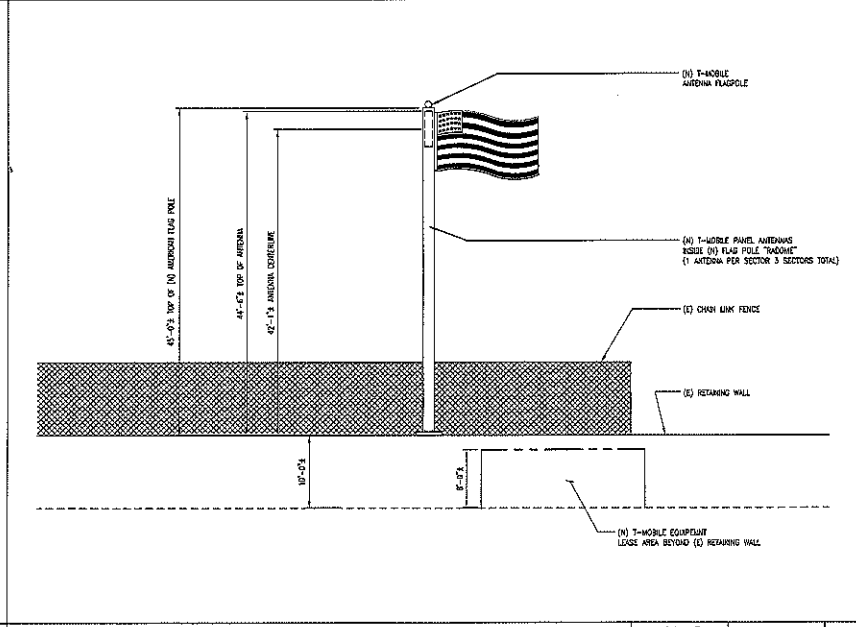 (N) T-MOBILE
ANTENNA FLAGPOLE
45'-0"± TOP OF (N) AMERICAN FLAG POLE
44'-6"± TOP OF ANTENNA
42'-1"± ANTENNA CENTERLINE
(N) T-MOBILE PANEL ANTENNAS
INSIDE (N) FLAG POLE "RADOME"
(1 ANTENNA PER SECTOR 3 SECTORS TOTAL)
(E) CHAIN LINK FENCE
(E) RETAINING WALL
10'-0"±
8'-0"±
(N) T-MOBILE EQUIPMENT
LEASE AREA BEYOND (E) RETAINING WALL